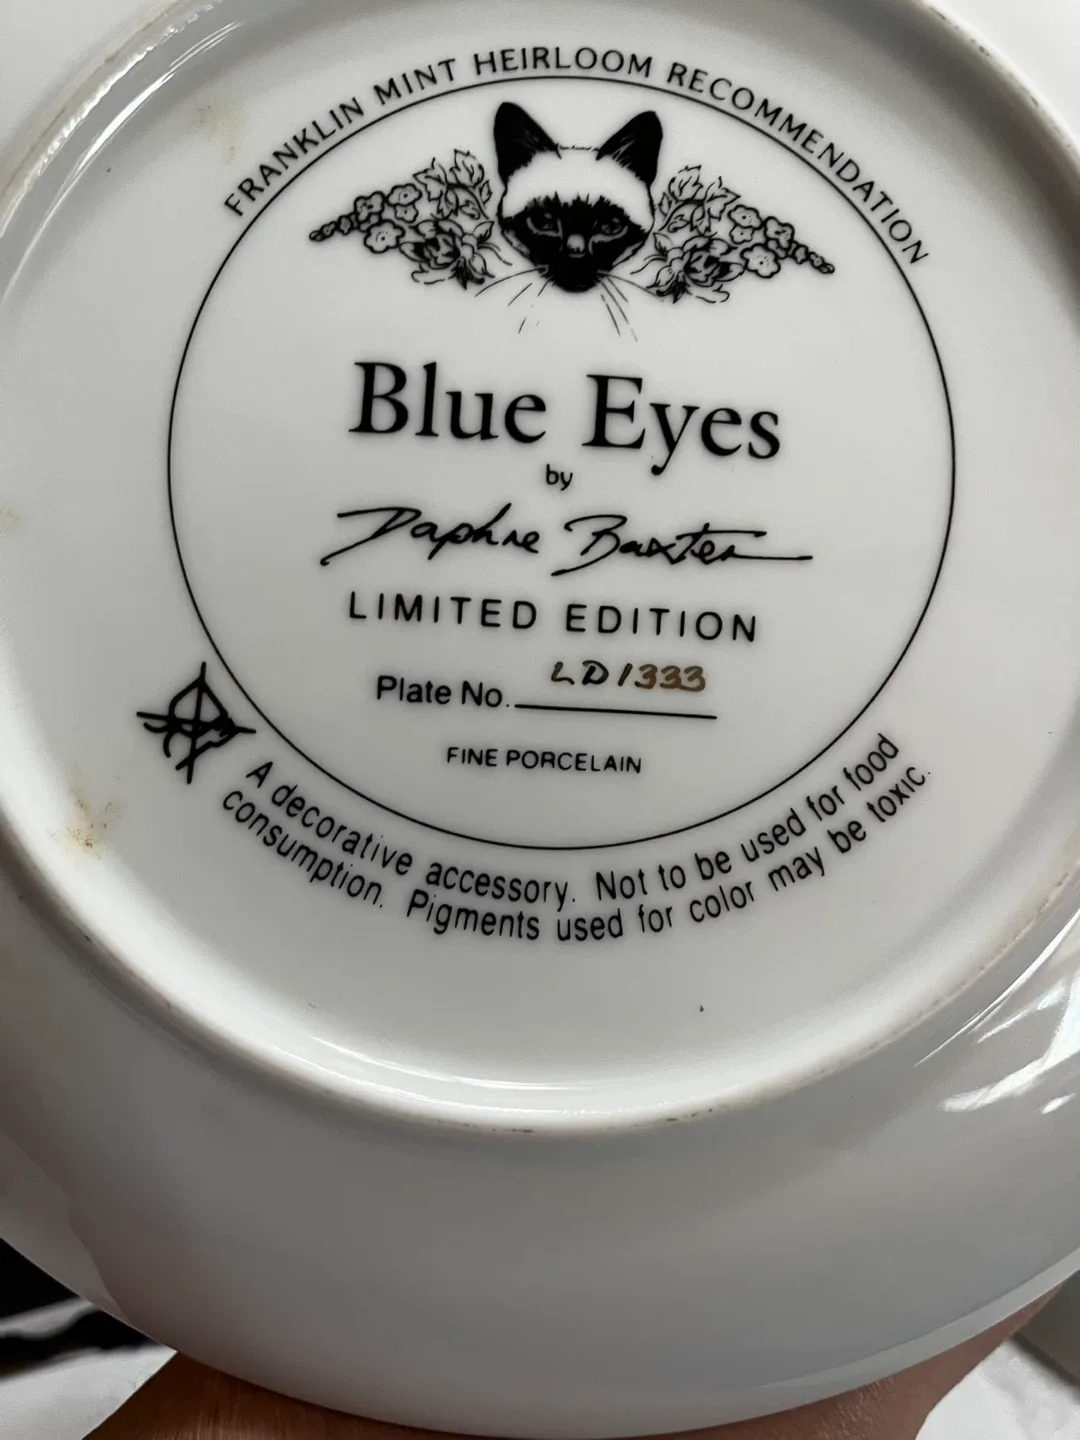 FRANKLIN MINT HEIRLOOM RECOMMENDATION
Blue Eyes
by
Daphne Baxter
LIMITED EDITION
Plate No. LD1333
FINE PORCELAIN
A decorative accessory. Not to be used for food
consumption. Pigments used for color may be toxic.